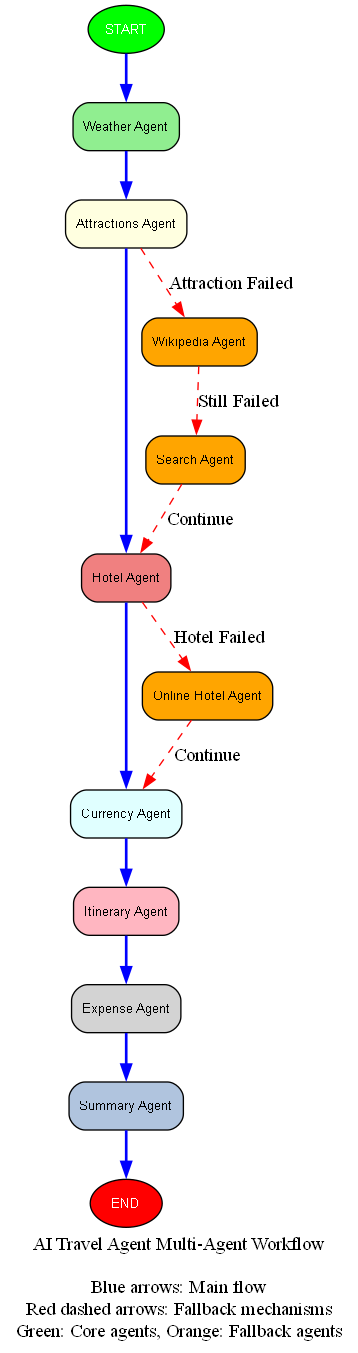 START
Weather Agent
Attractions Agent
Attraction Failed
Wikipedia Agent
Still Failed
Search Agent
Continue
Hotel Agent
Hotel Failed
Online Hotel Agent
Continue
Currency Agent
Itinerary Agent
Expense Agent
Summary Agent
END
AI Travel Agent Multi-Agent Workflow
Blue arrows: Main flow
Red dashed arrows: Fallback mechanisms
Green: Core agents, Orange: Fallback agents